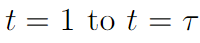 t = 1 to t = τ